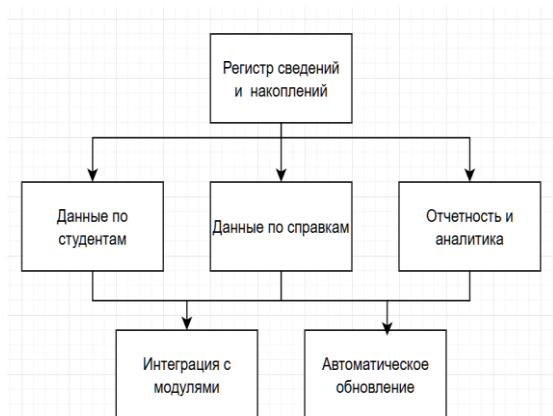 Регистр сведений
и накоплений
Данные по
студентам
Данные по справкам
Отчетность и
аналитика
Интеграция с
модулями
Автоматическое
обновление